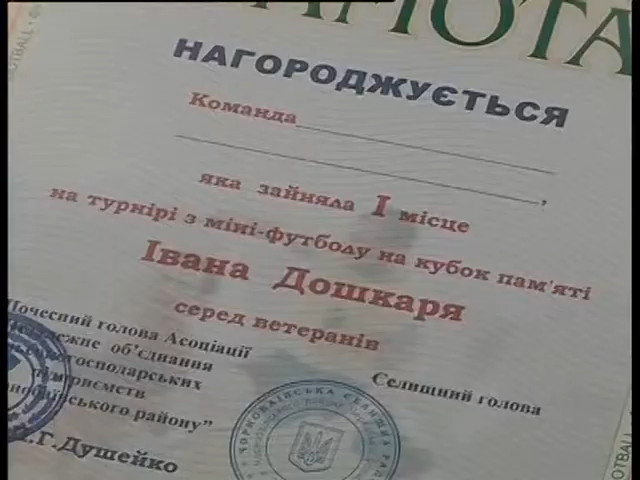 НАГОРОДЖУЄТЬСЯ
Команда
,
яка зайняла I місце
на турнірі з міні-футболу на кубок пам'яті
Івана Дошкаря
серед ветеранів
Почесний голова Асоціації
об'єднання
району”
Г.Душейко
Селищний голова